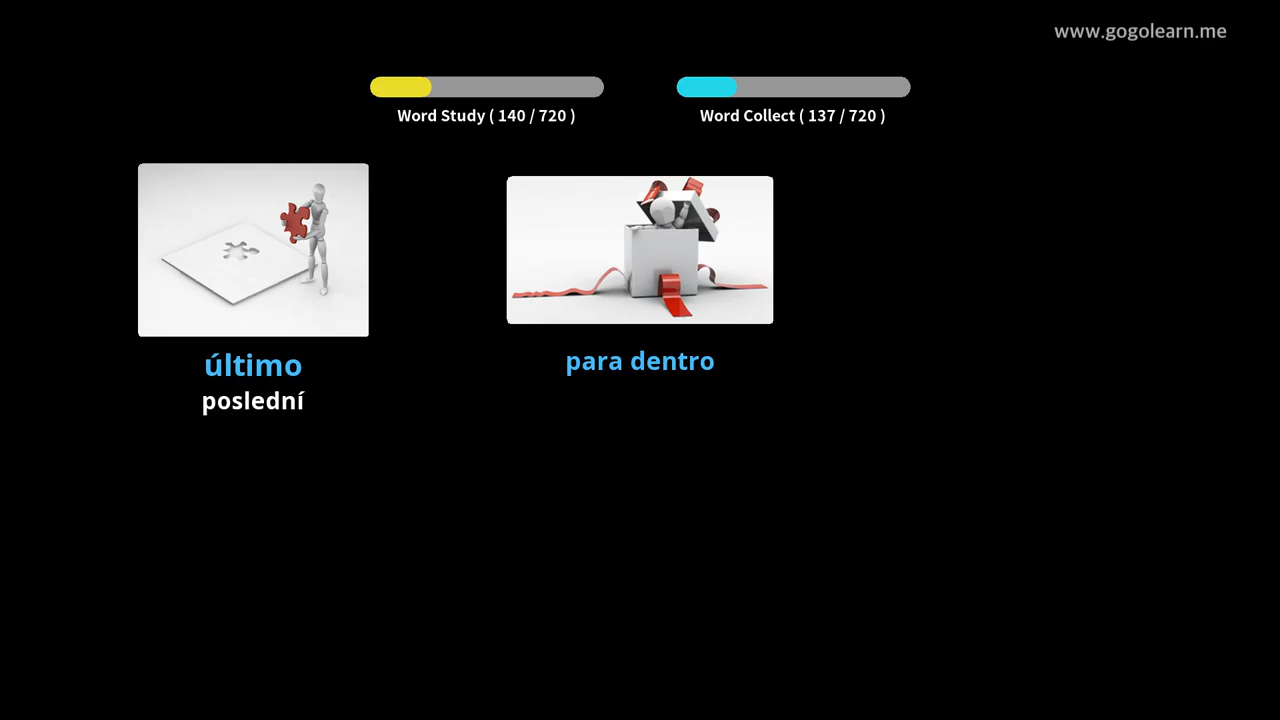 www.gogolearn.me
Word Study ( 140 / 720 )
Word Collect ( 137 / 720 )
último
poslední
para dentro